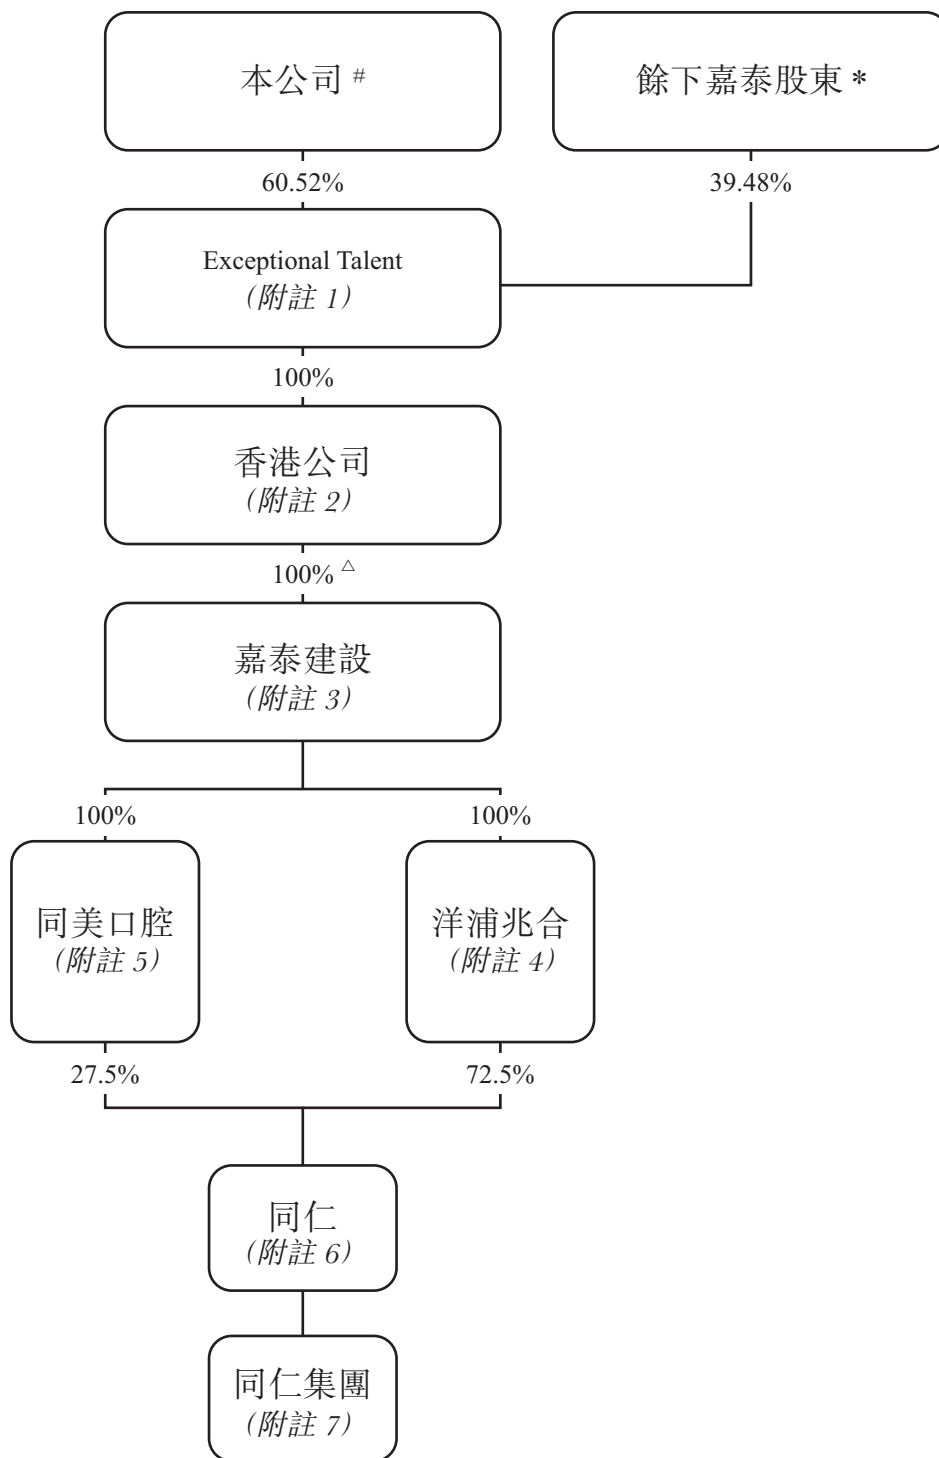 本公司 #
餘下嘉泰股東 *
60.52%
39.48%
Exceptional Talent
（附註 1）
100%
香港公司
（附註 2）
100% △
嘉泰建設
（附註 3）
100%
100%
同美口腔
（附註 5）
洋浦兆合
（附註 4）
27.5%
72.5%
同仁
（附註 6）
同仁集團
（附註 7）